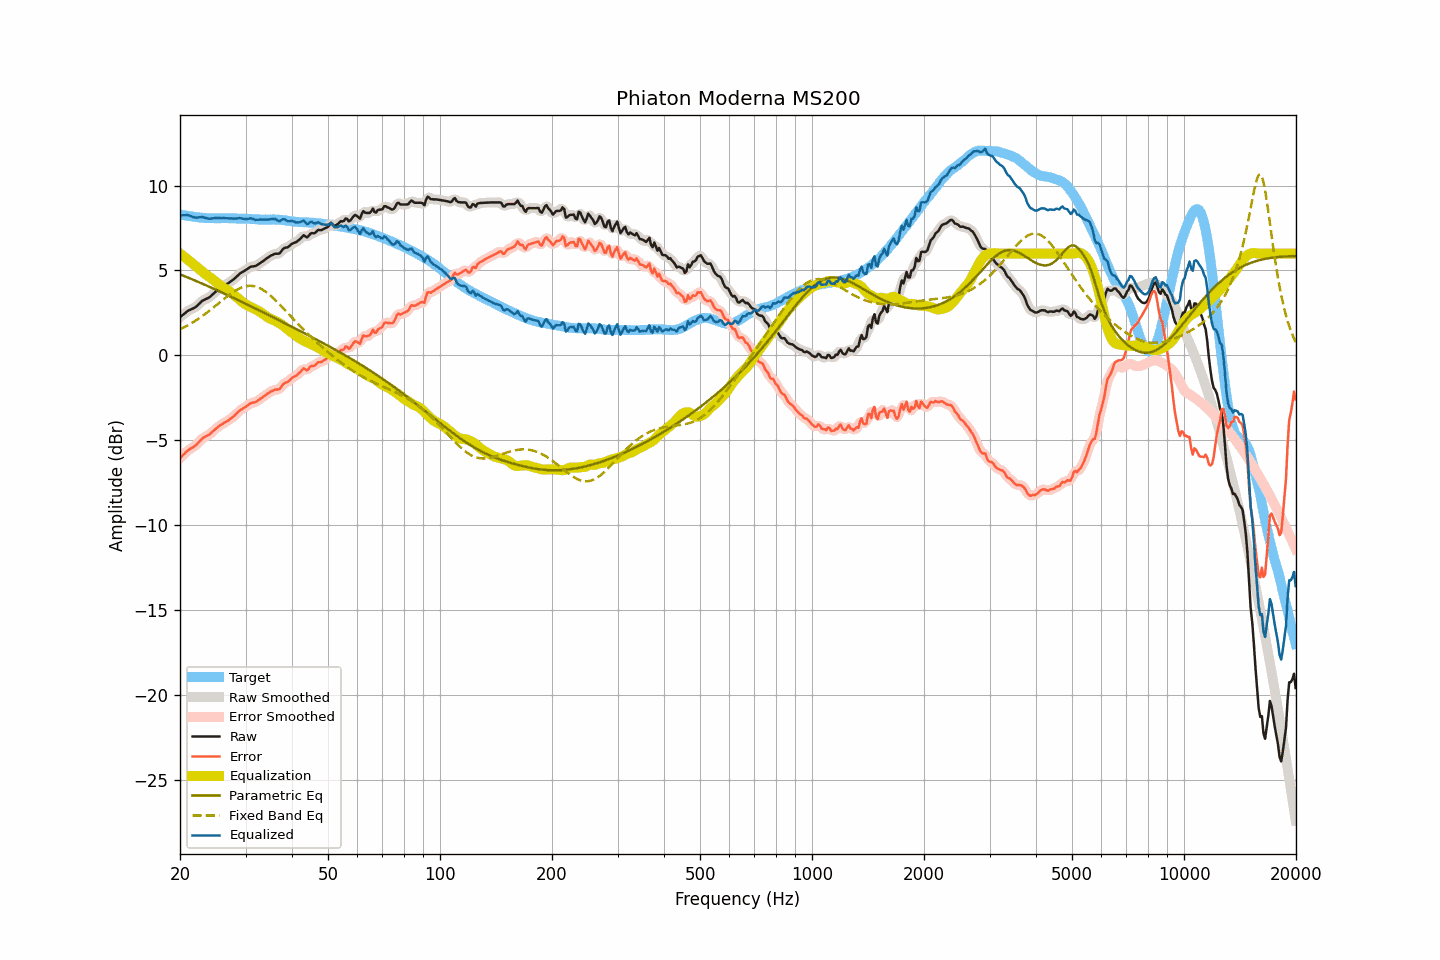 Phiaton Moderna MS200
Amplitude (dBr)
10
5
0
−5
−10
−15
−20
−25
Target
Raw Smoothed
Error Smoothed
Raw
Error
Equalization
Parametric Eq
Fixed Band Eq
Equalized
20 50 100 200 500 1000 2000 5000 10000 20000
Frequency (Hz)